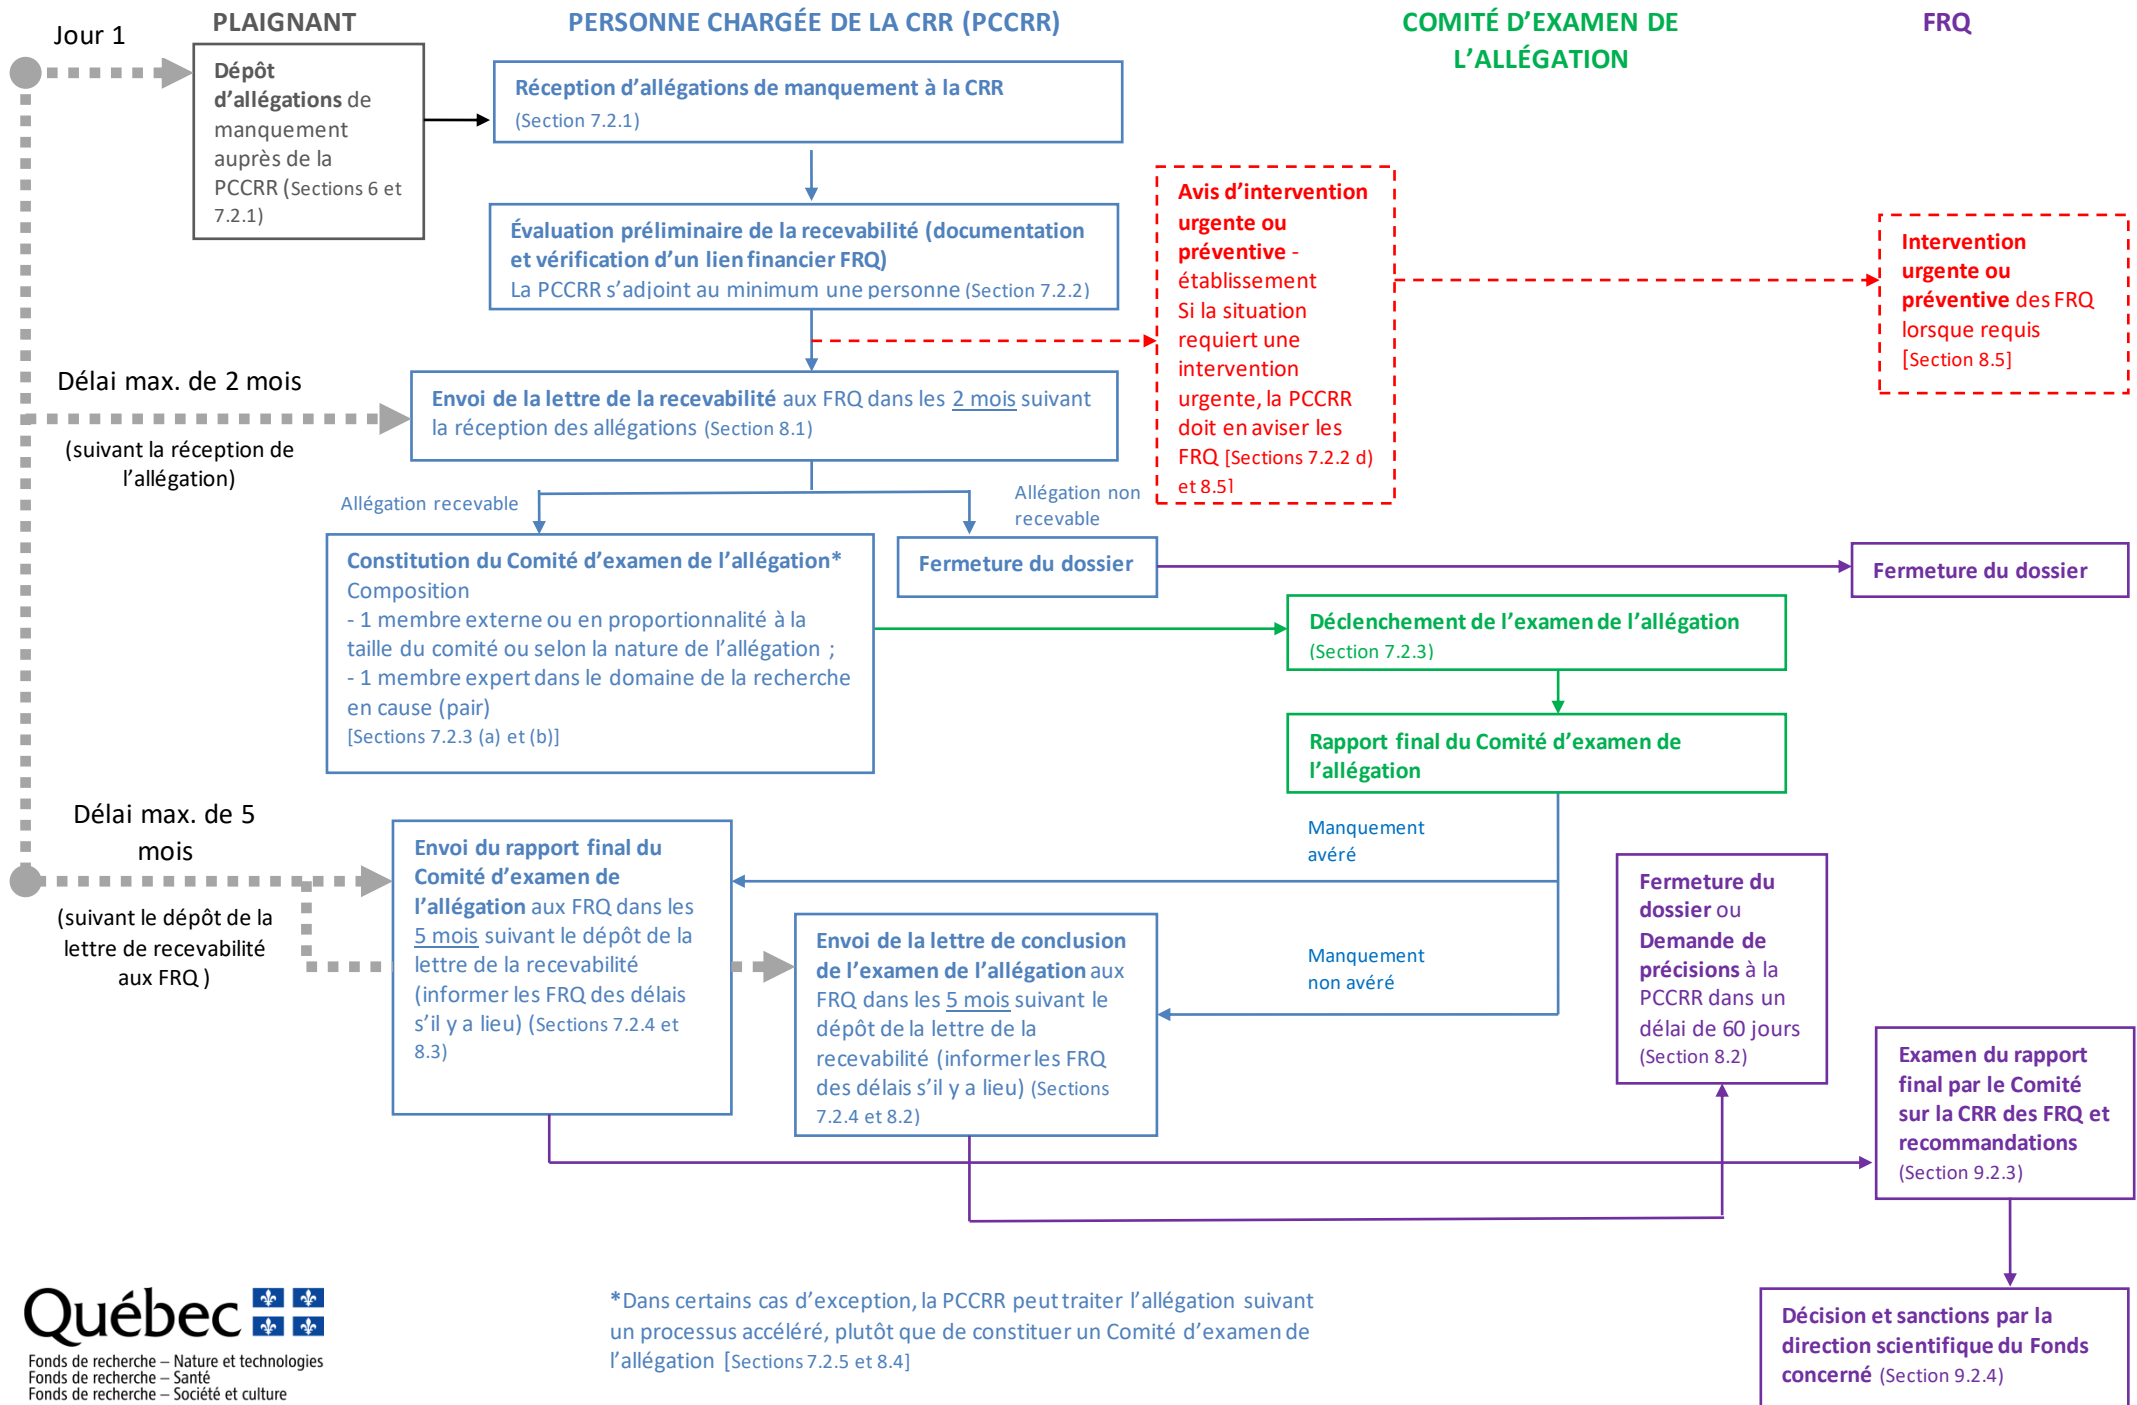 Jour 1
PLAIGNANT
PERSONNE CHARGÉE DE LA CRR (PCCRR)
COMITÉ D'EXAMEN DE
L'ALLÉGATION
FRQ
Dépôt
d'allégations de
manquement
auprès de la
PCCRR (Sections 6 et
7.2.1)
Réception d'allégations de manquement à la CRR
(Section 7.2.1)
Évaluation préliminaire de la recevabilité (documentation
et vérification d'un lien financier FRQ)
La PCCRR s'adjoint au minimum une personne (Section 7.2.2)
Avis d'intervention
urgente ou
préventive -
établissement
Si la situation
requiert une
intervention
urgente, la PCCRR
doit en aviser les
FRQ [Sections 7.2.2 d)
et 8.5]
Intervention
urgente ou
préventive des FRQ
lorsque requis
[Section 8.5]
Délai max. de 2 mois
(suivant la réception de
l'allégation)
Envoi de la lettre de la recevabilité aux FRQ dans les 2 mois suivant
la réception des allégations (Section 8.1)
Allégation recevable
Allégation non
recevable
Constitution du Comité d'examen de l'allégation*
Composition
- 1 membre externe ou en proportionnalité à la
taille du comité ou selon la nature de l'allégation ;
- 1 membre expert dans le domaine de la recherche
en cause (pair)
[Sections 7.2.3 (a) et (b)]
Fermeture du dossier
Fermeture du dossier
Déclenchement de l'examen de l'allégation
(Section 7.2.3)
Rapport final du Comité d'examen de
l'allégation
Délai max. de 5
mois
(suivant le dépôt de la
lettre de recevabilité
aux FRQ )
Envoi du rapport final du
Comité d'examen de
l'allégation aux FRQ dans les
5 mois suivant le dépôt de la
lettre de la recevabilité
(informer les FRQ des délais
s'il y a lieu) (Sections 7.2.4 et
8.3)
Manquement
avéré
Manquement
non avéré
Envoi de la lettre de conclusion
de l'examen de l'allégation aux
FRQ dans les 5 mois suivant le
dépôt de la lettre de la
recevabilité (informer les FRQ
des délais s'il y a lieu) (Sections
7.2.4 et 8.2)
Fermeture du
dossier ou
Demande de
précisions à la
PCCRR dans un
délai de 60 jours
(Section 8.2)
Examen du rapport
final par le Comité
sur la CRR des FRQ et
recommandations
(Section 9.2.3)
Décision et sanctions par la
direction scientifique du Fonds
concerné (Section 9.2.4)
Québec
Fonds de recherche – Nature et technologies
Fonds de recherche – Santé
Fonds de recherche – Société et culture
*Dans certains cas d'exception, la PCCRR peut traiter l'allégation suivant
un processus accéléré, plutôt que de constituer un Comité d'examen de
l'allégation [Sections 7.2.5 et 8.4]